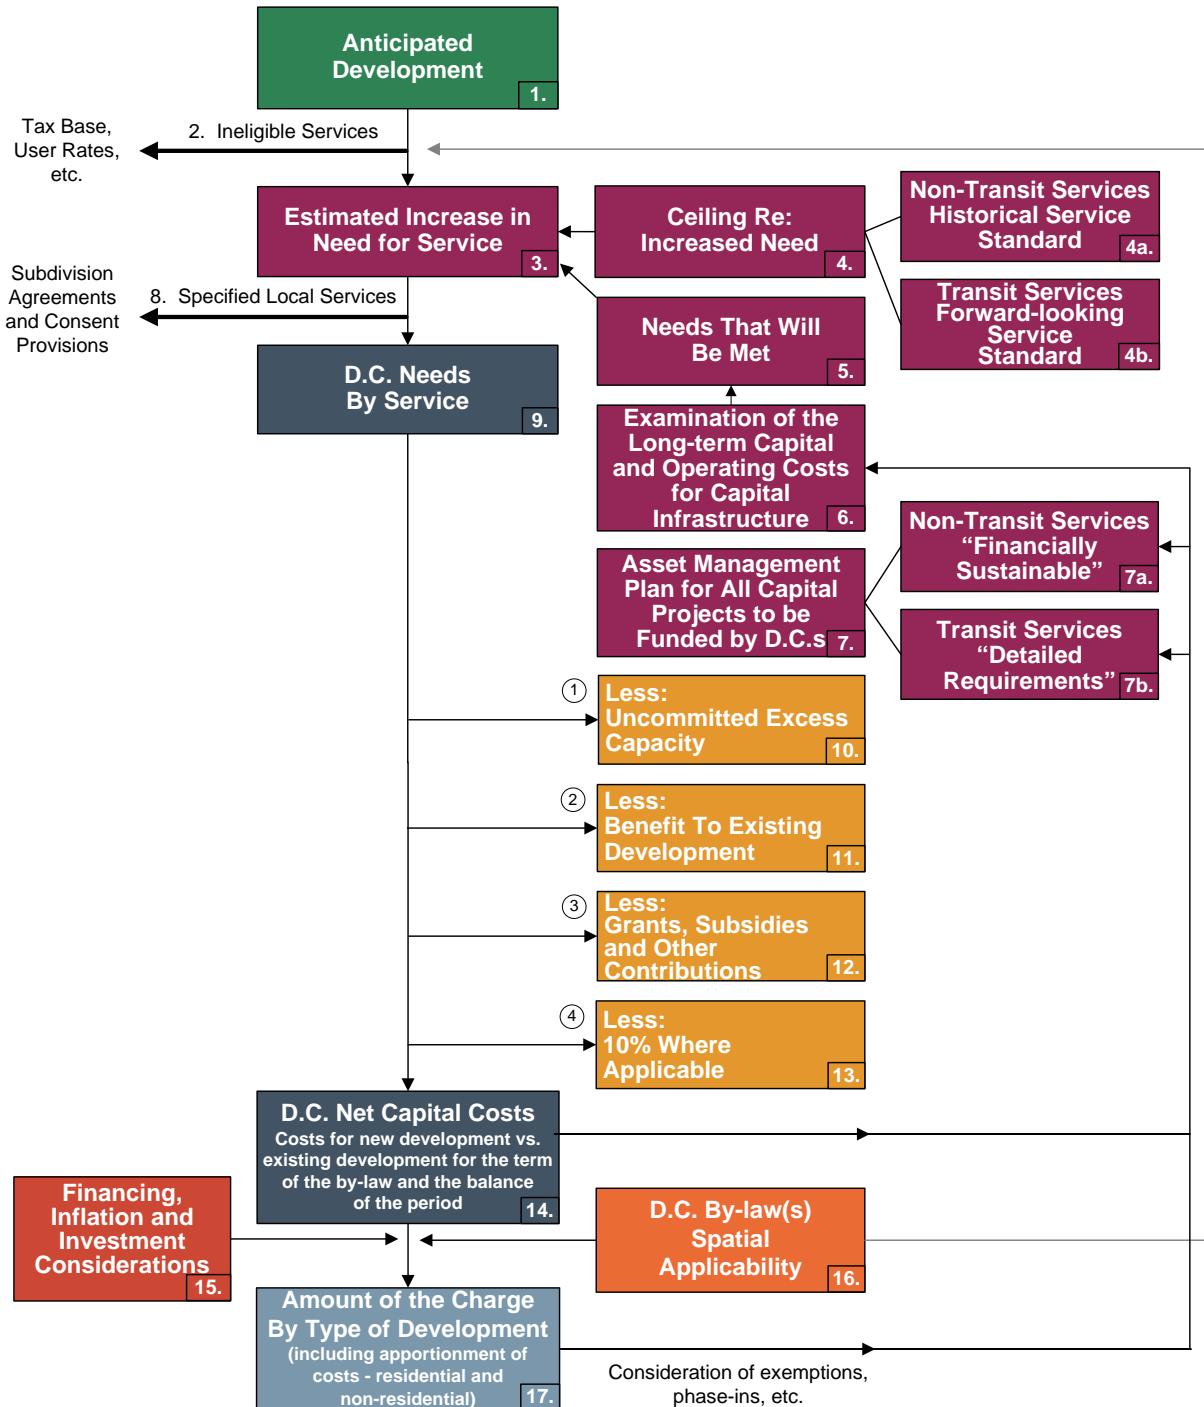 Anticipated
Development
1.
Tax Base,
User Rates,
etc.
2. Ineligible Services
Estimated Increase in
Need for Service
3.
Ceiling Re:
Increased Need
4.
Non-Transit Services
Historical Service
Standard
4a.
Transit Services
Forward-looking
Service
Standard
4b.
Subdivision
Agreements
and Consent
Provisions
8. Specified Local Services
Needs That Will
Be Met
5.
D.C. Needs
By Service
9.
Examination of the
Long-term Capital
and Operating Costs
for Capital
Infrastructure
6.
Non-Transit Services
“Financially
Sustainable”
7a.
Asset Management
Plan for All Capital
Projects to be
Funded by D.C.s
7.
Transit Services
“Detailed
Requirements”
7b.
1
Less:
Uncommitted Excess
Capacity
10.
2
Less:
Benefit To Existing
Development
11.
3
Less:
Grants, Subsidies
and Other
Contributions
12.
4
Less:
10% Where
Applicable
13.
D.C. Net Capital Costs
Costs for new development vs.
existing development for the term
of the by-law and the balance
of the period
14.
Financing,
Inflation and
Investment
Considerations
15.
D.C. By-law(s)
Spatial
Applicability
16.
Amount of the Charge
By Type of Development
(including apportionment of
costs - residential and
non-residential)
17.
Consideration of exemptions,
phase-ins, etc.